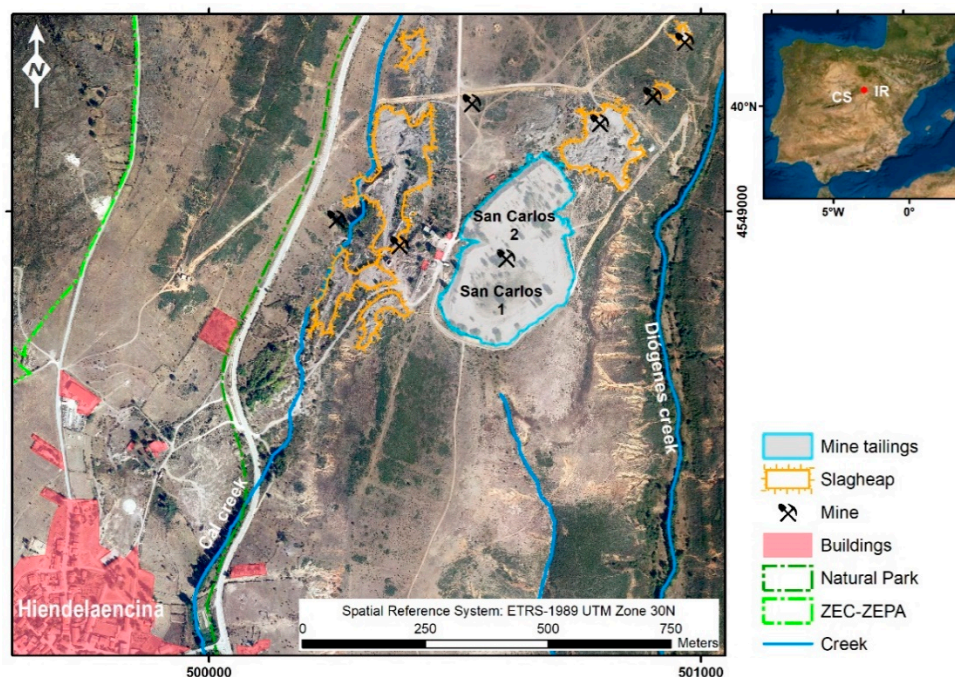 N
San Carlos
2
San Carlos
1
Cal creek
Diógenes creek
Hiendelaencina
Spatial Reference System: ETRS-1989 UTM Zone 30N
0 250 500 750
Meters
500000
501000
4549000
CS
IR
40°N
5°W
0°
Mine tailings
Slagheap
Mine
Buildings
Natural Park
ZEC-ZEPA
Creek